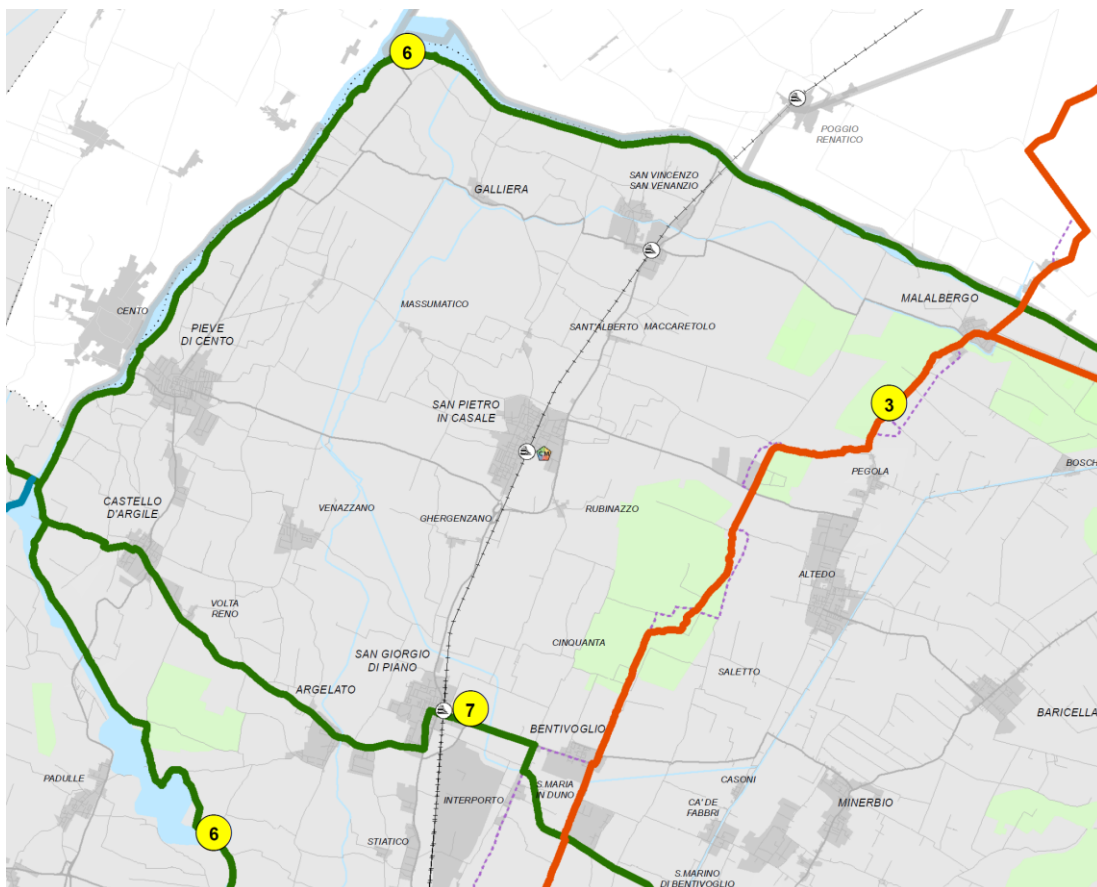 6
POGGIO
RENATICO
SAN VINCENZO
SAN VENANZIO
GALLIERA
MALALBERGO
MASSUMATICO
CENTO
SANT'ALBERTO
MACCARETOLO
PIEVE
DI CENTO
SAN PIETRO
IN CASALE
3
CM
PEGOLA
BOSCH
CASTELLO
D'ARGILE
VENAZZANO
GHERGENZANO
RUBINAZZO
ALTEDO
VOLTA
RENO
CINQUANTA
SAN GIORGIO
DI PIANO
SALETTO
ARGELATO
7
BENTIVOGLIO
BARICELLA
PADULLE
INTERPORTO
S.MARIA
IN DUNO
CASONI
CA' DE
FABBRI
MINERBIO
6
STIATICO
S.MARINO
DI BENTIVOGLIO